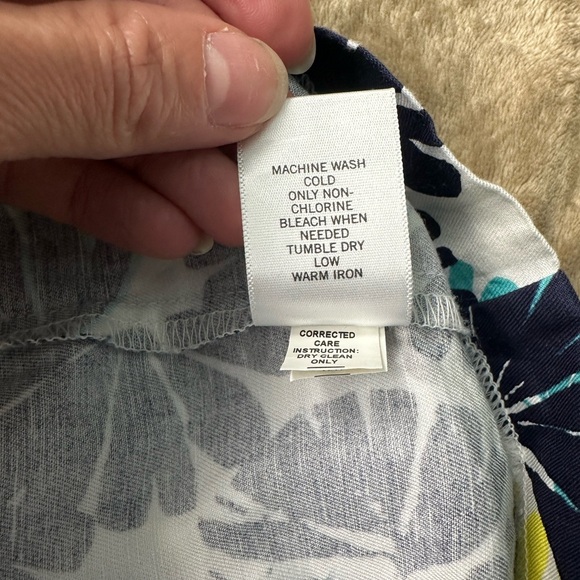 MACHINE WASH
COLD
ONLY NON-
CHLORINE
BLEACH WHEN
NEEDED
TUMBLE DRY
LOW
WARM IRON
CORRECTED
CARE
INSTRUCTION:
DRY CLEAN
ONLY